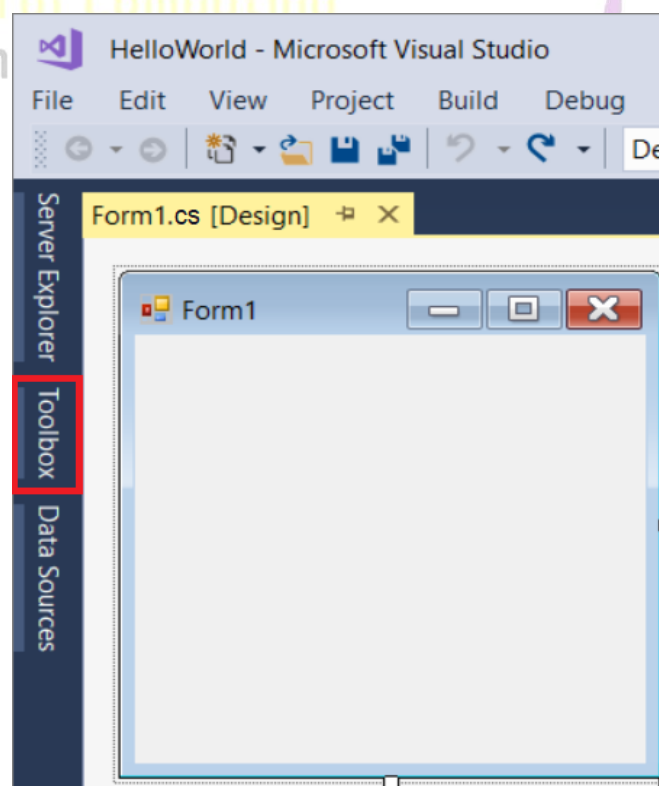 HelloWorld - Microsoft Visual Studio
File Edit View Project Build Debug
Server Explorer
Toolbox
Data Sources
Form1.cs [Design]
Form1